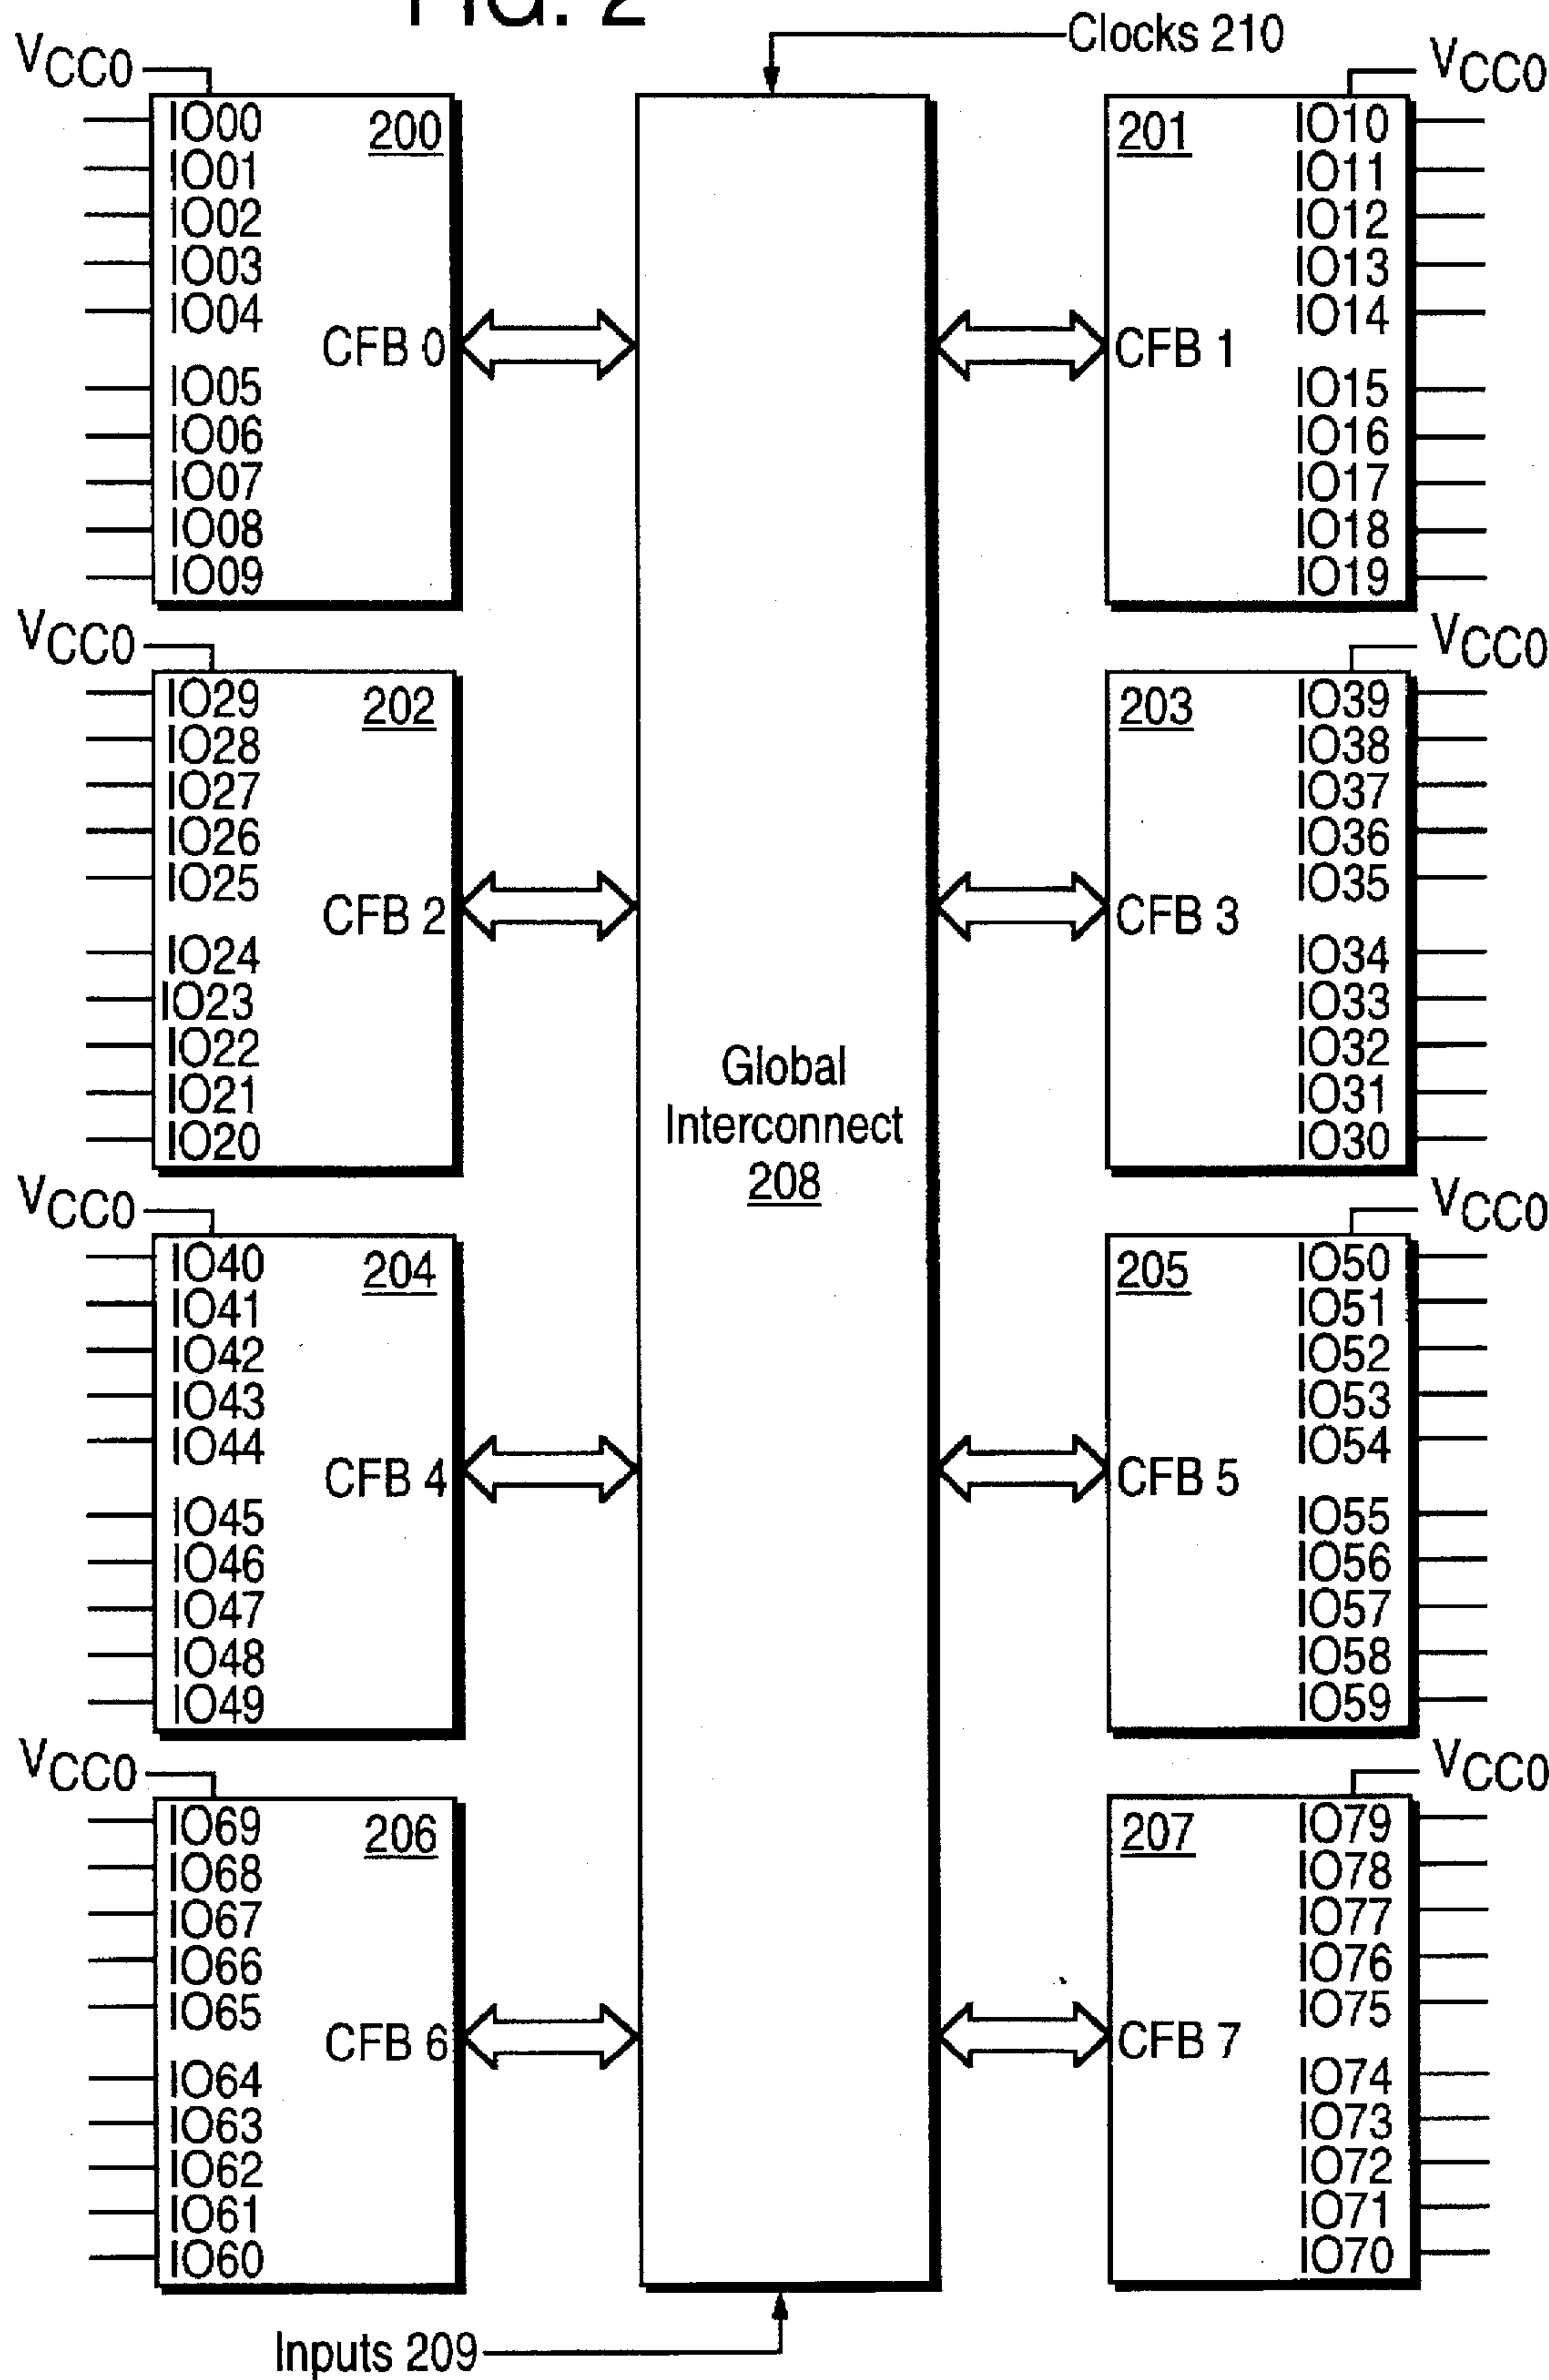 FIG. 2
Clocks 210
VCC0
200
IO00
IO01
IO02
IO03
IO04
CFB 0
IO05
IO06
IO07
IO08
IO09
VCC0
201
IO10
IO11
IO12
IO13
IO14
CFB 1
IO15
IO16
IO17
IO18
IO19
VCC0
202
IO29
IO28
IO27
IO26
IO25
CFB 2
IO24
IO23
IO22
IO21
IO20
VCC0
203
IO39
IO38
IO37
IO36
IO35
CFB 3
IO34
IO33
IO32
IO31
IO30
Global
Interconnect
208
VCC0
204
IO40
IO41
IO42
IO43
IO44
CFB 4
IO45
IO46
IO47
IO48
IO49
VCC0
205
IO50
IO51
IO52
IO53
IO54
CFB 5
IO55
IO56
IO57
IO58
IO59
VCC0
206
IO69
IO68
IO67
IO66
IO65
CFB 6
IO64
IO63
IO62
IO61
IO60
VCC0
207
IO79
IO78
IO77
IO76
IO75
CFB 7
IO74
IO73
IO72
IO71
IO70
Inputs 209